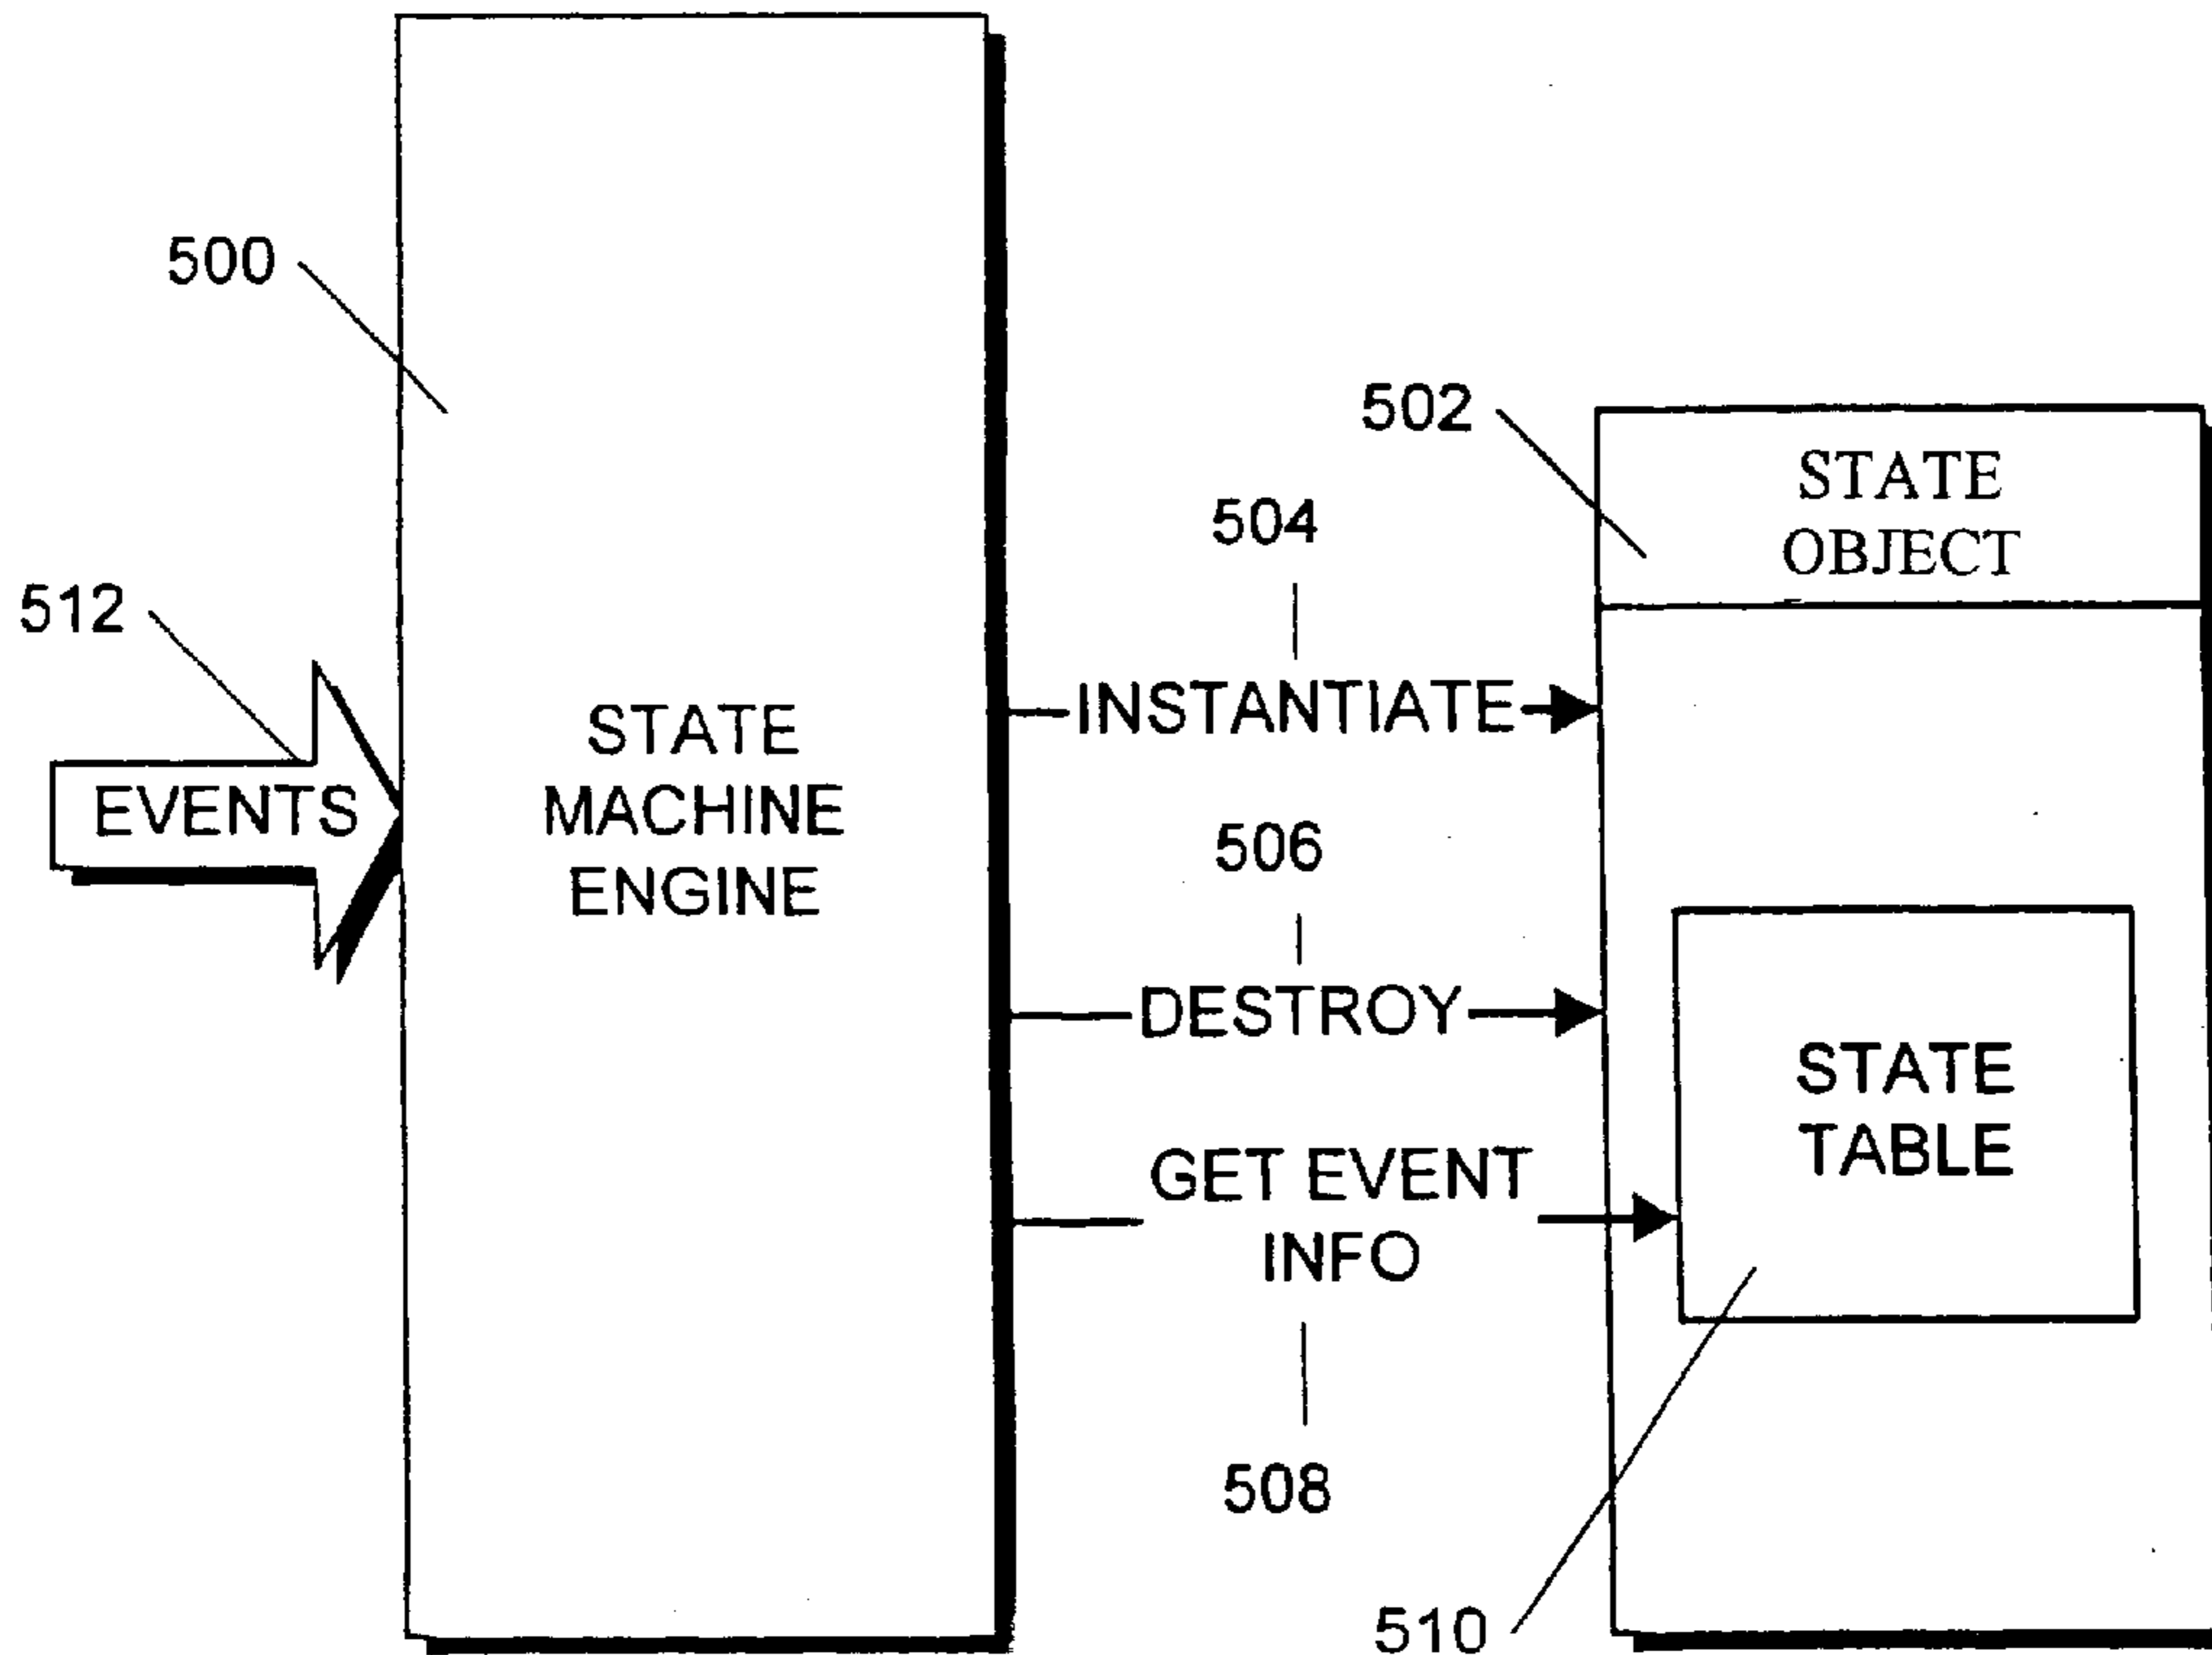 500
502
STATE
OBJECT
504
512
INSTANTIATE
STATE
MACHINE
ENGINE
EVENTS
506
DESTROY
STATE
TABLE
GET EVENT
INFO
508
510